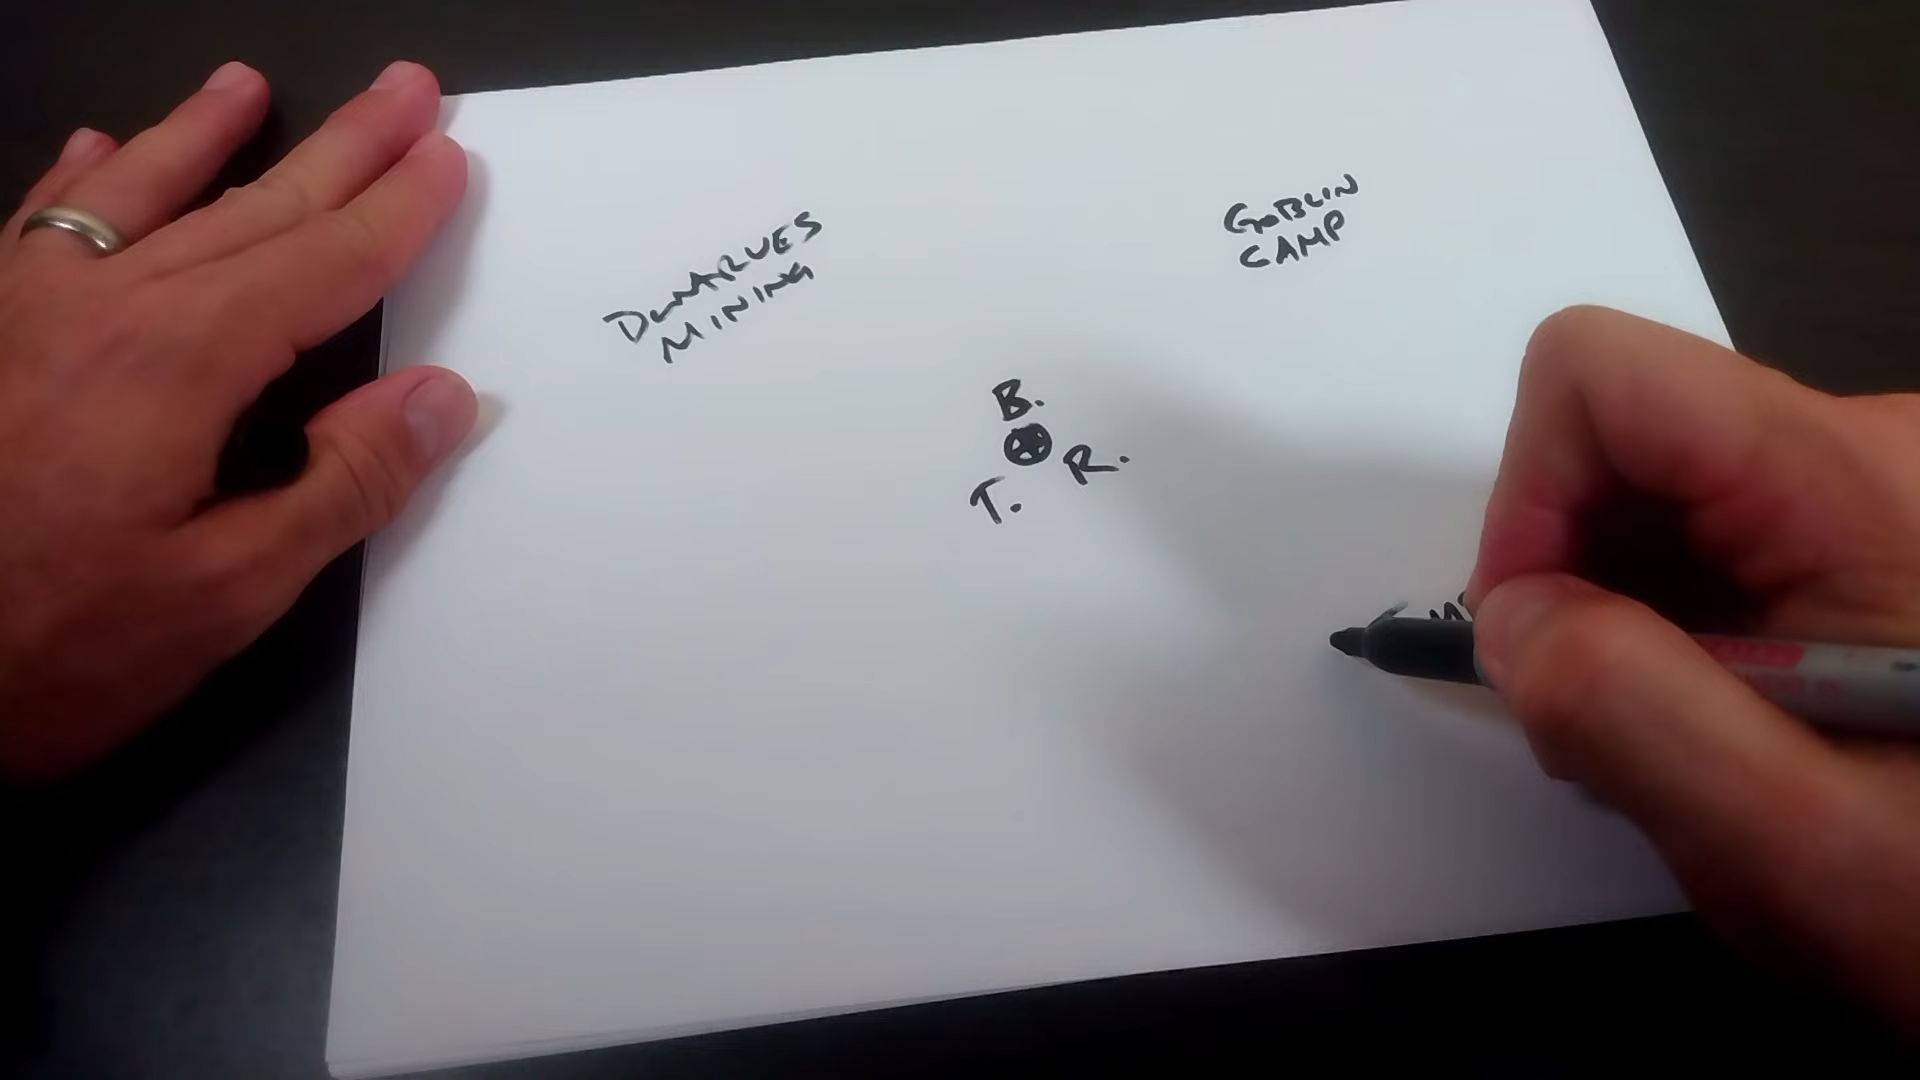 DWARVES
MINING
GOBLIN
CAMP
B.
R.
T.